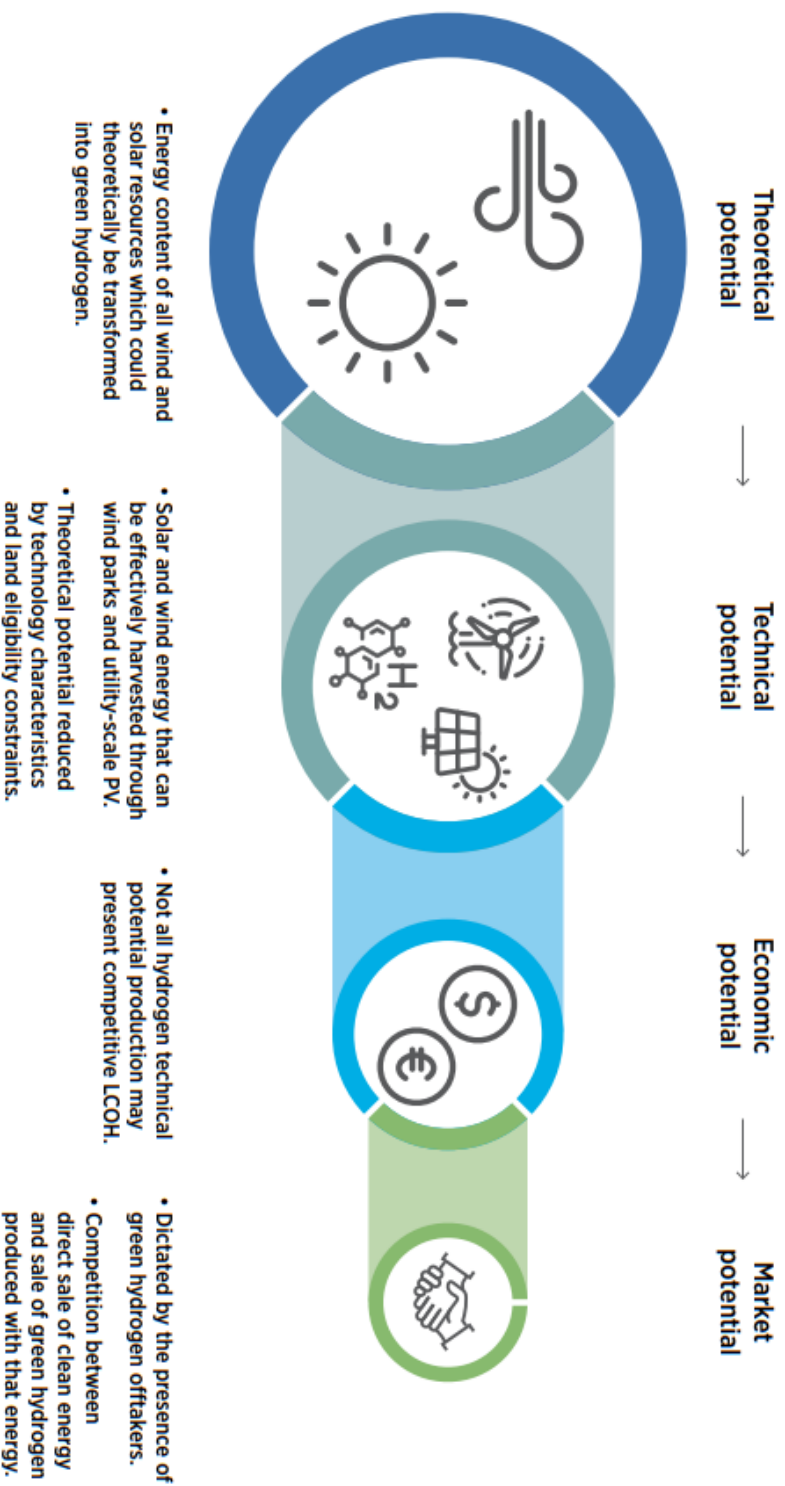 Theoretical
potential
Technical
potential
Economic
potential
Market
potential
H2
$
€
• Energy content of all wind and
solar resources which could
theoretically be transformed
into green hydrogen.
• Solar and wind energy that can
be effectively harvested through
wind parks and utility-scale PV.
• Theoretical potential reduced
by technology characteristics
and land eligibility constraints.
• Not all hydrogen technical
potential production may
present competitive LCOH.
• Dictated by the presence of
green hydrogen offtakers.
• Competition between
direct sale of clean energy
and sale of green hydrogen
produced with that energy.